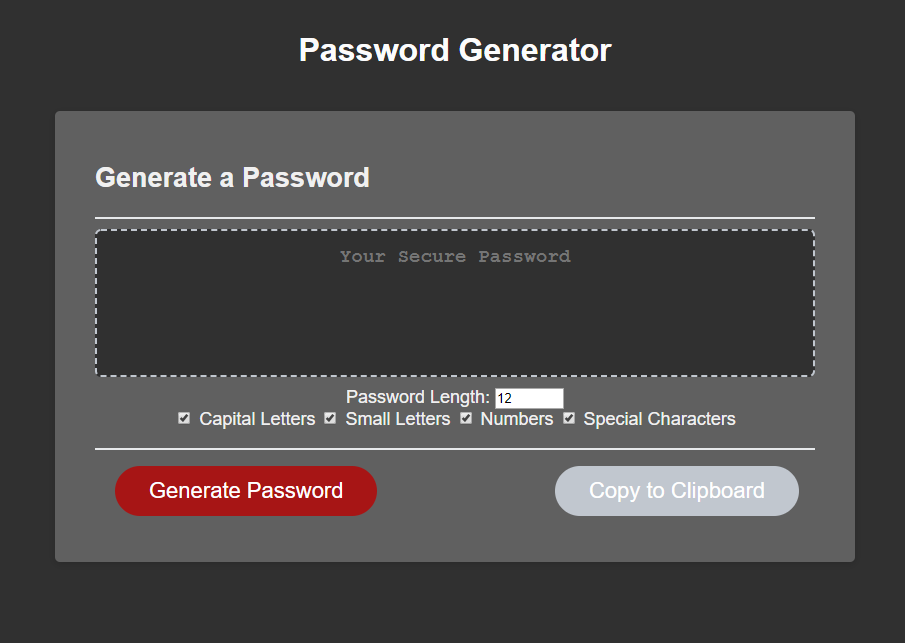 Password Generator
Generate a Password
Your Secure Password
Password Length: 12
Capital Letters Small Letters Numbers Special Characters
Generate Password Copy to Clipboard